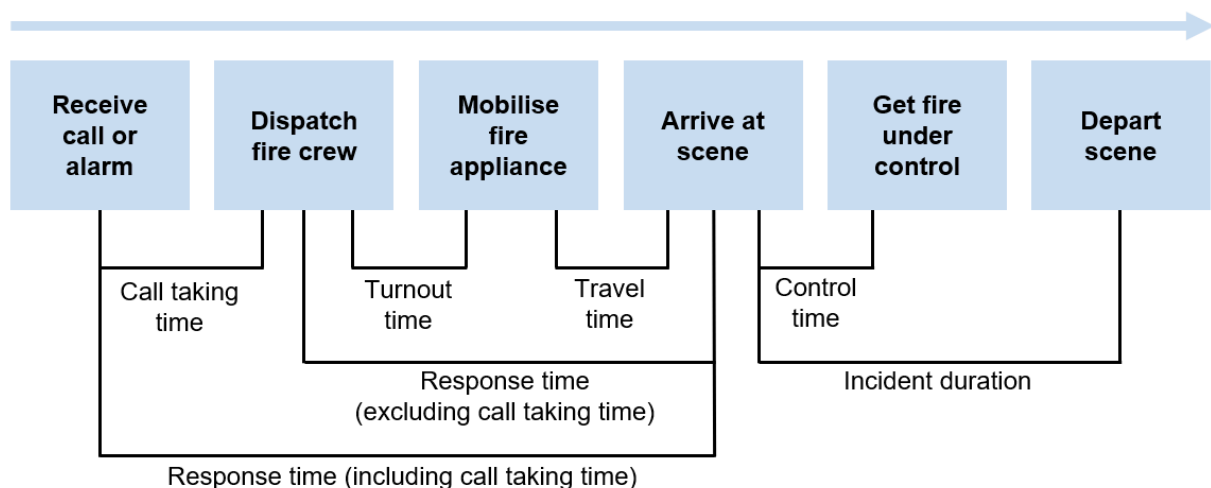 Receive
call or
alarm
Dispatch
fire crew
Mobilise
fire
appliance
Arrive at
scene
Get fire
under
control
Depart
scene
Call taking
time
Turnout
time
Travel
time
Control
time
Response time
(excluding call taking time)
Incident duration
Response time (including call taking time)